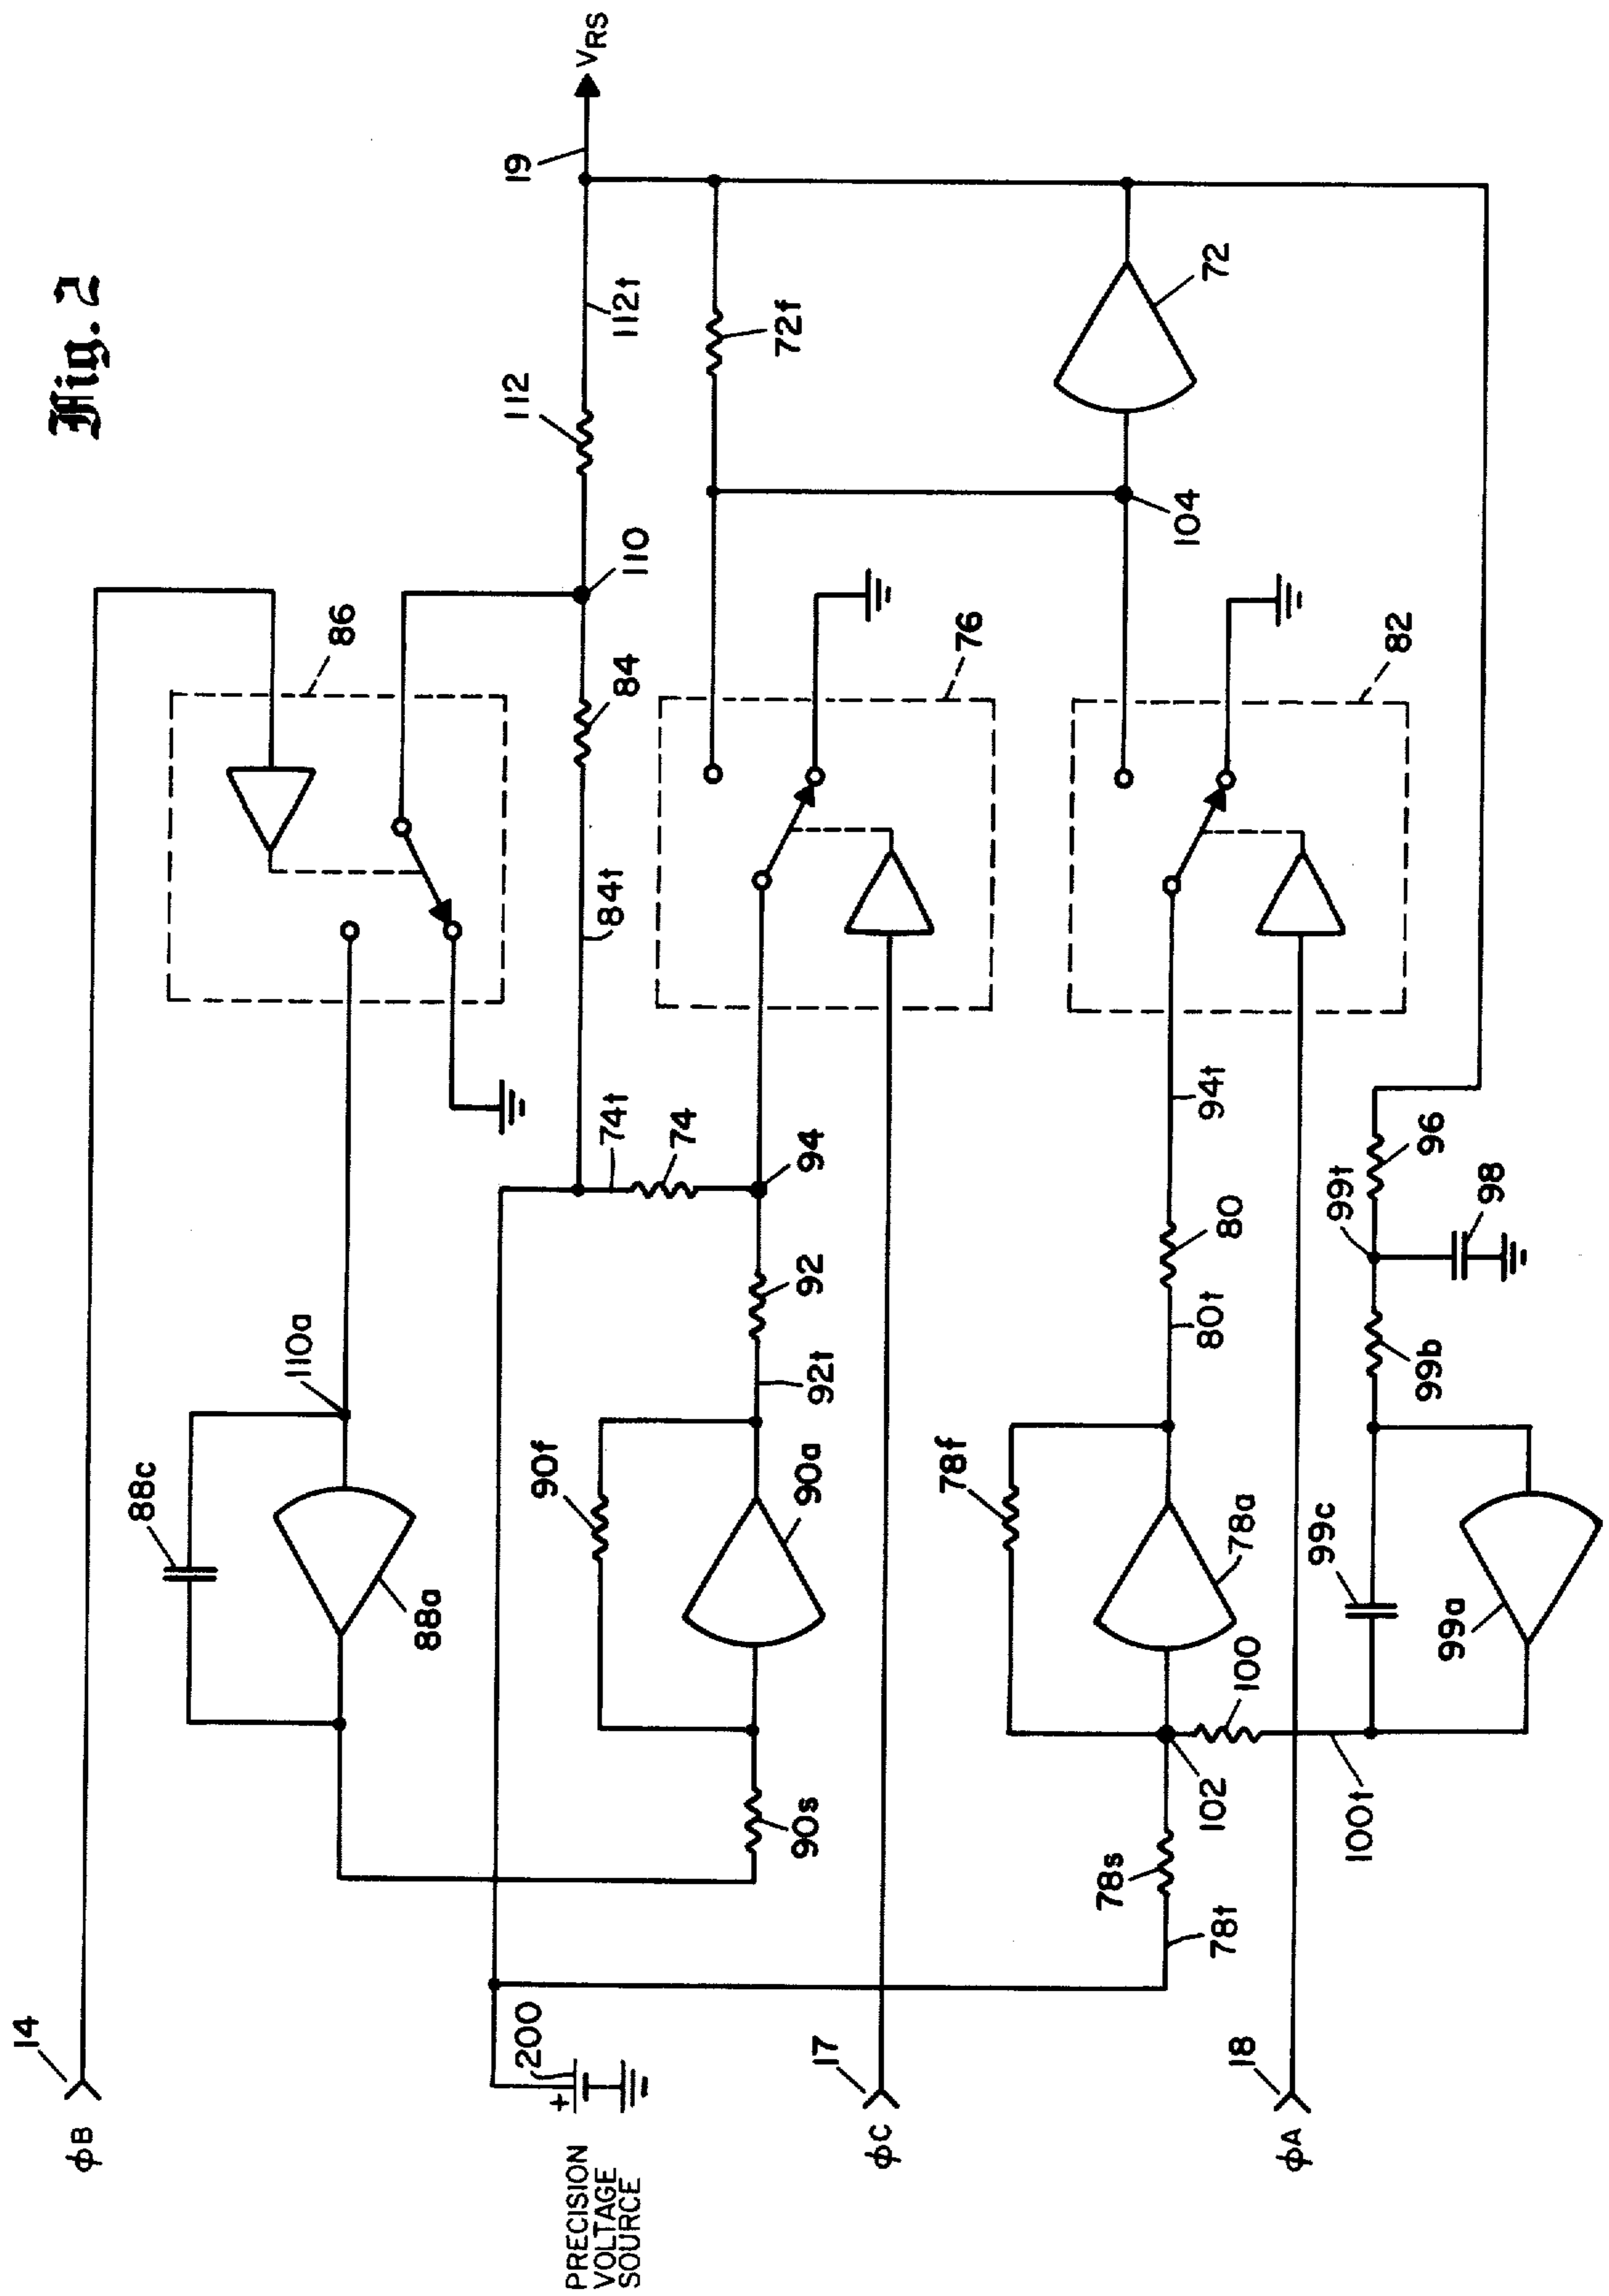 Fig. 2
14
φB
86
110a
88c
88a
110
112
112t
19
VRS
84
84t
74t
74
94
92
92t
90f
90a
90s
+
200
PRECISION
VOLTAGE
SOURCE
76
72f
72
104
17
φC
82
94t
80
80t
78f
78a
78s
78t
102
100
100t
18
φA
96
99t
98
99b
99c
99a